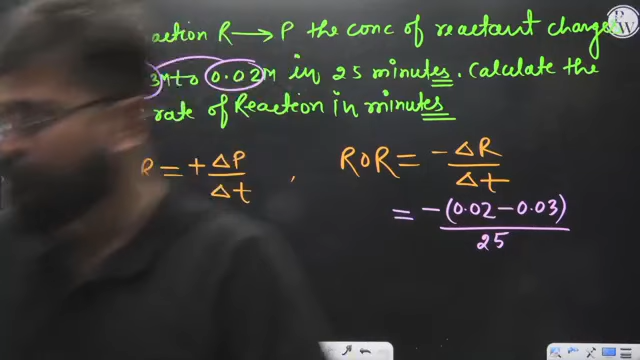 action R → P the conc of reactant changes
3M to 0.02M in 25 minutes. Calculate the
rate of Reaction in minutes
R = + ΔP/Δt , ROR = - ΔR/Δt
= -(0.02 - 0.03)/25